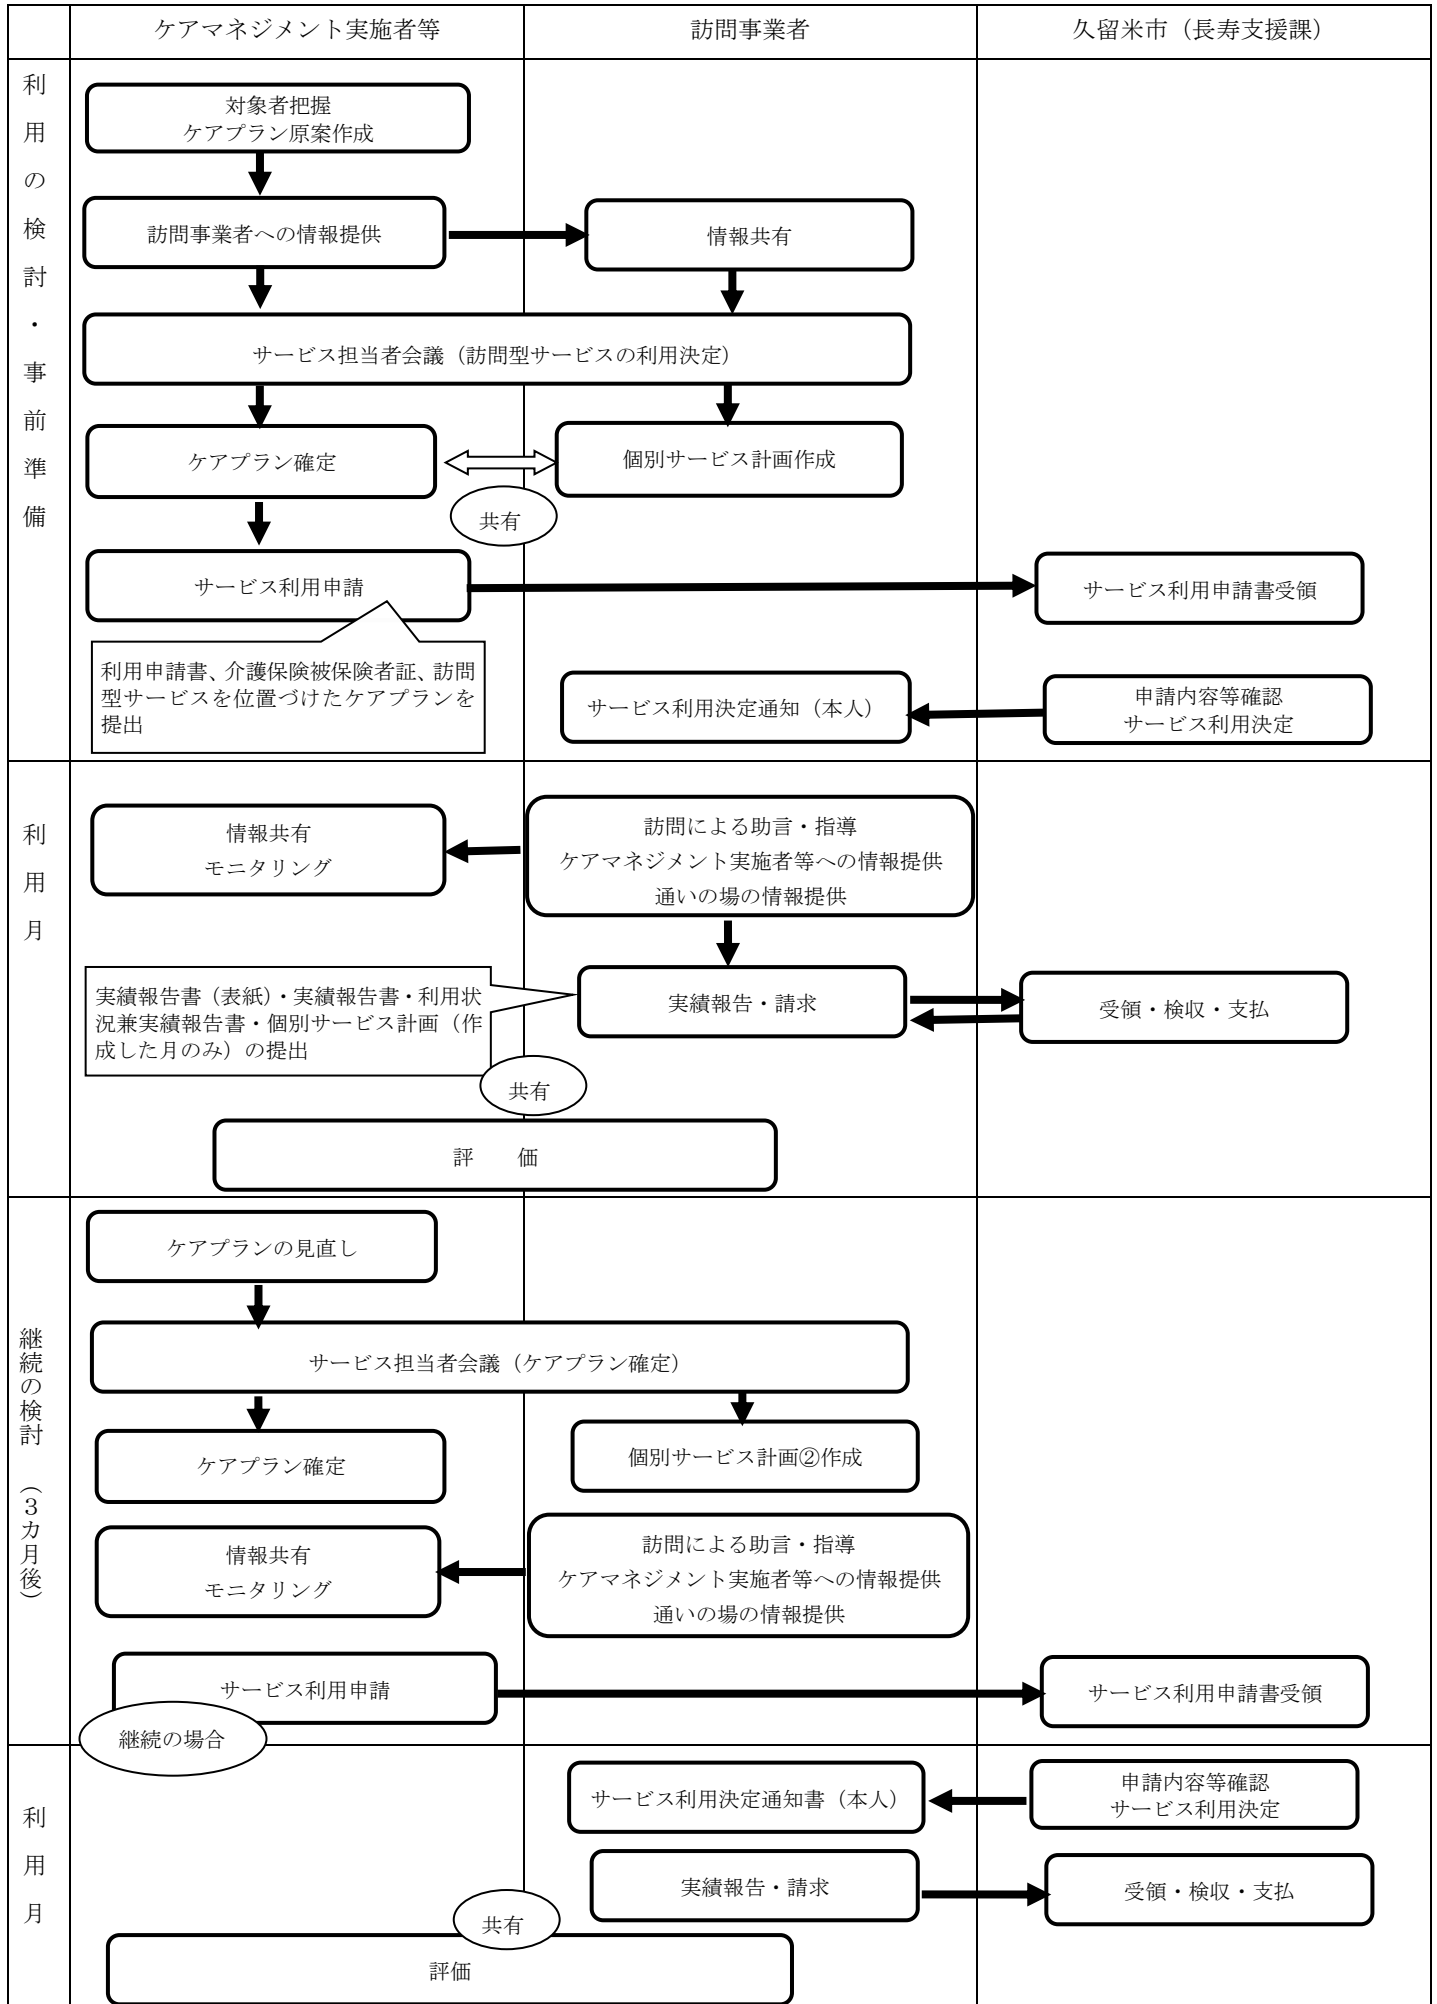 ケアマネジメント実施者等
訪問事業者
久留米市（長寿支援課）
利用の検討・事前準備
対象者把握
ケアプラン原案作成
訪問事業者への情報提供
情報共有
サービス担当者会議（訪問型サービスの利用決定）
ケアプラン確定
個別サービス計画作成
共有
サービス利用申請
サービス利用申請書受領
利用申請書、介護保険被保険者証、訪問
型サービスを位置づけたケアプランを
提出
サービス利用決定通知（本人）
申請内容等確認
サービス利用決定
利用月
情報共有
モニタリング
訪問による助言・指導
ケアマネジメント実施者等への情報提供
通いの場の情報提供
実績報告書（表紙）・実績報告書・利用状
況兼実績報告書・個別サービス計画（作
成した月のみ）の提出
実績報告・請求
受領・検収・支払
共有
評　価
継続の検討　（３カ月後）
ケアプランの見直し
サービス担当者会議（ケアプラン確定）
ケアプラン確定
個別サービス計画②作成
情報共有
モニタリング
訪問による助言・指導
ケアマネジメント実施者等への情報提供
通いの場の情報提供
サービス利用申請
サービス利用申請書受領
継続の場合
利用月
サービス利用決定通知書（本人）
申請内容等確認
サービス利用決定
実績報告・請求
受領・検収・支払
共有
評価